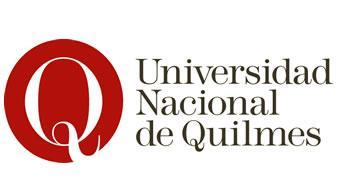 Q
Universidad
Nacional
de Quilmes